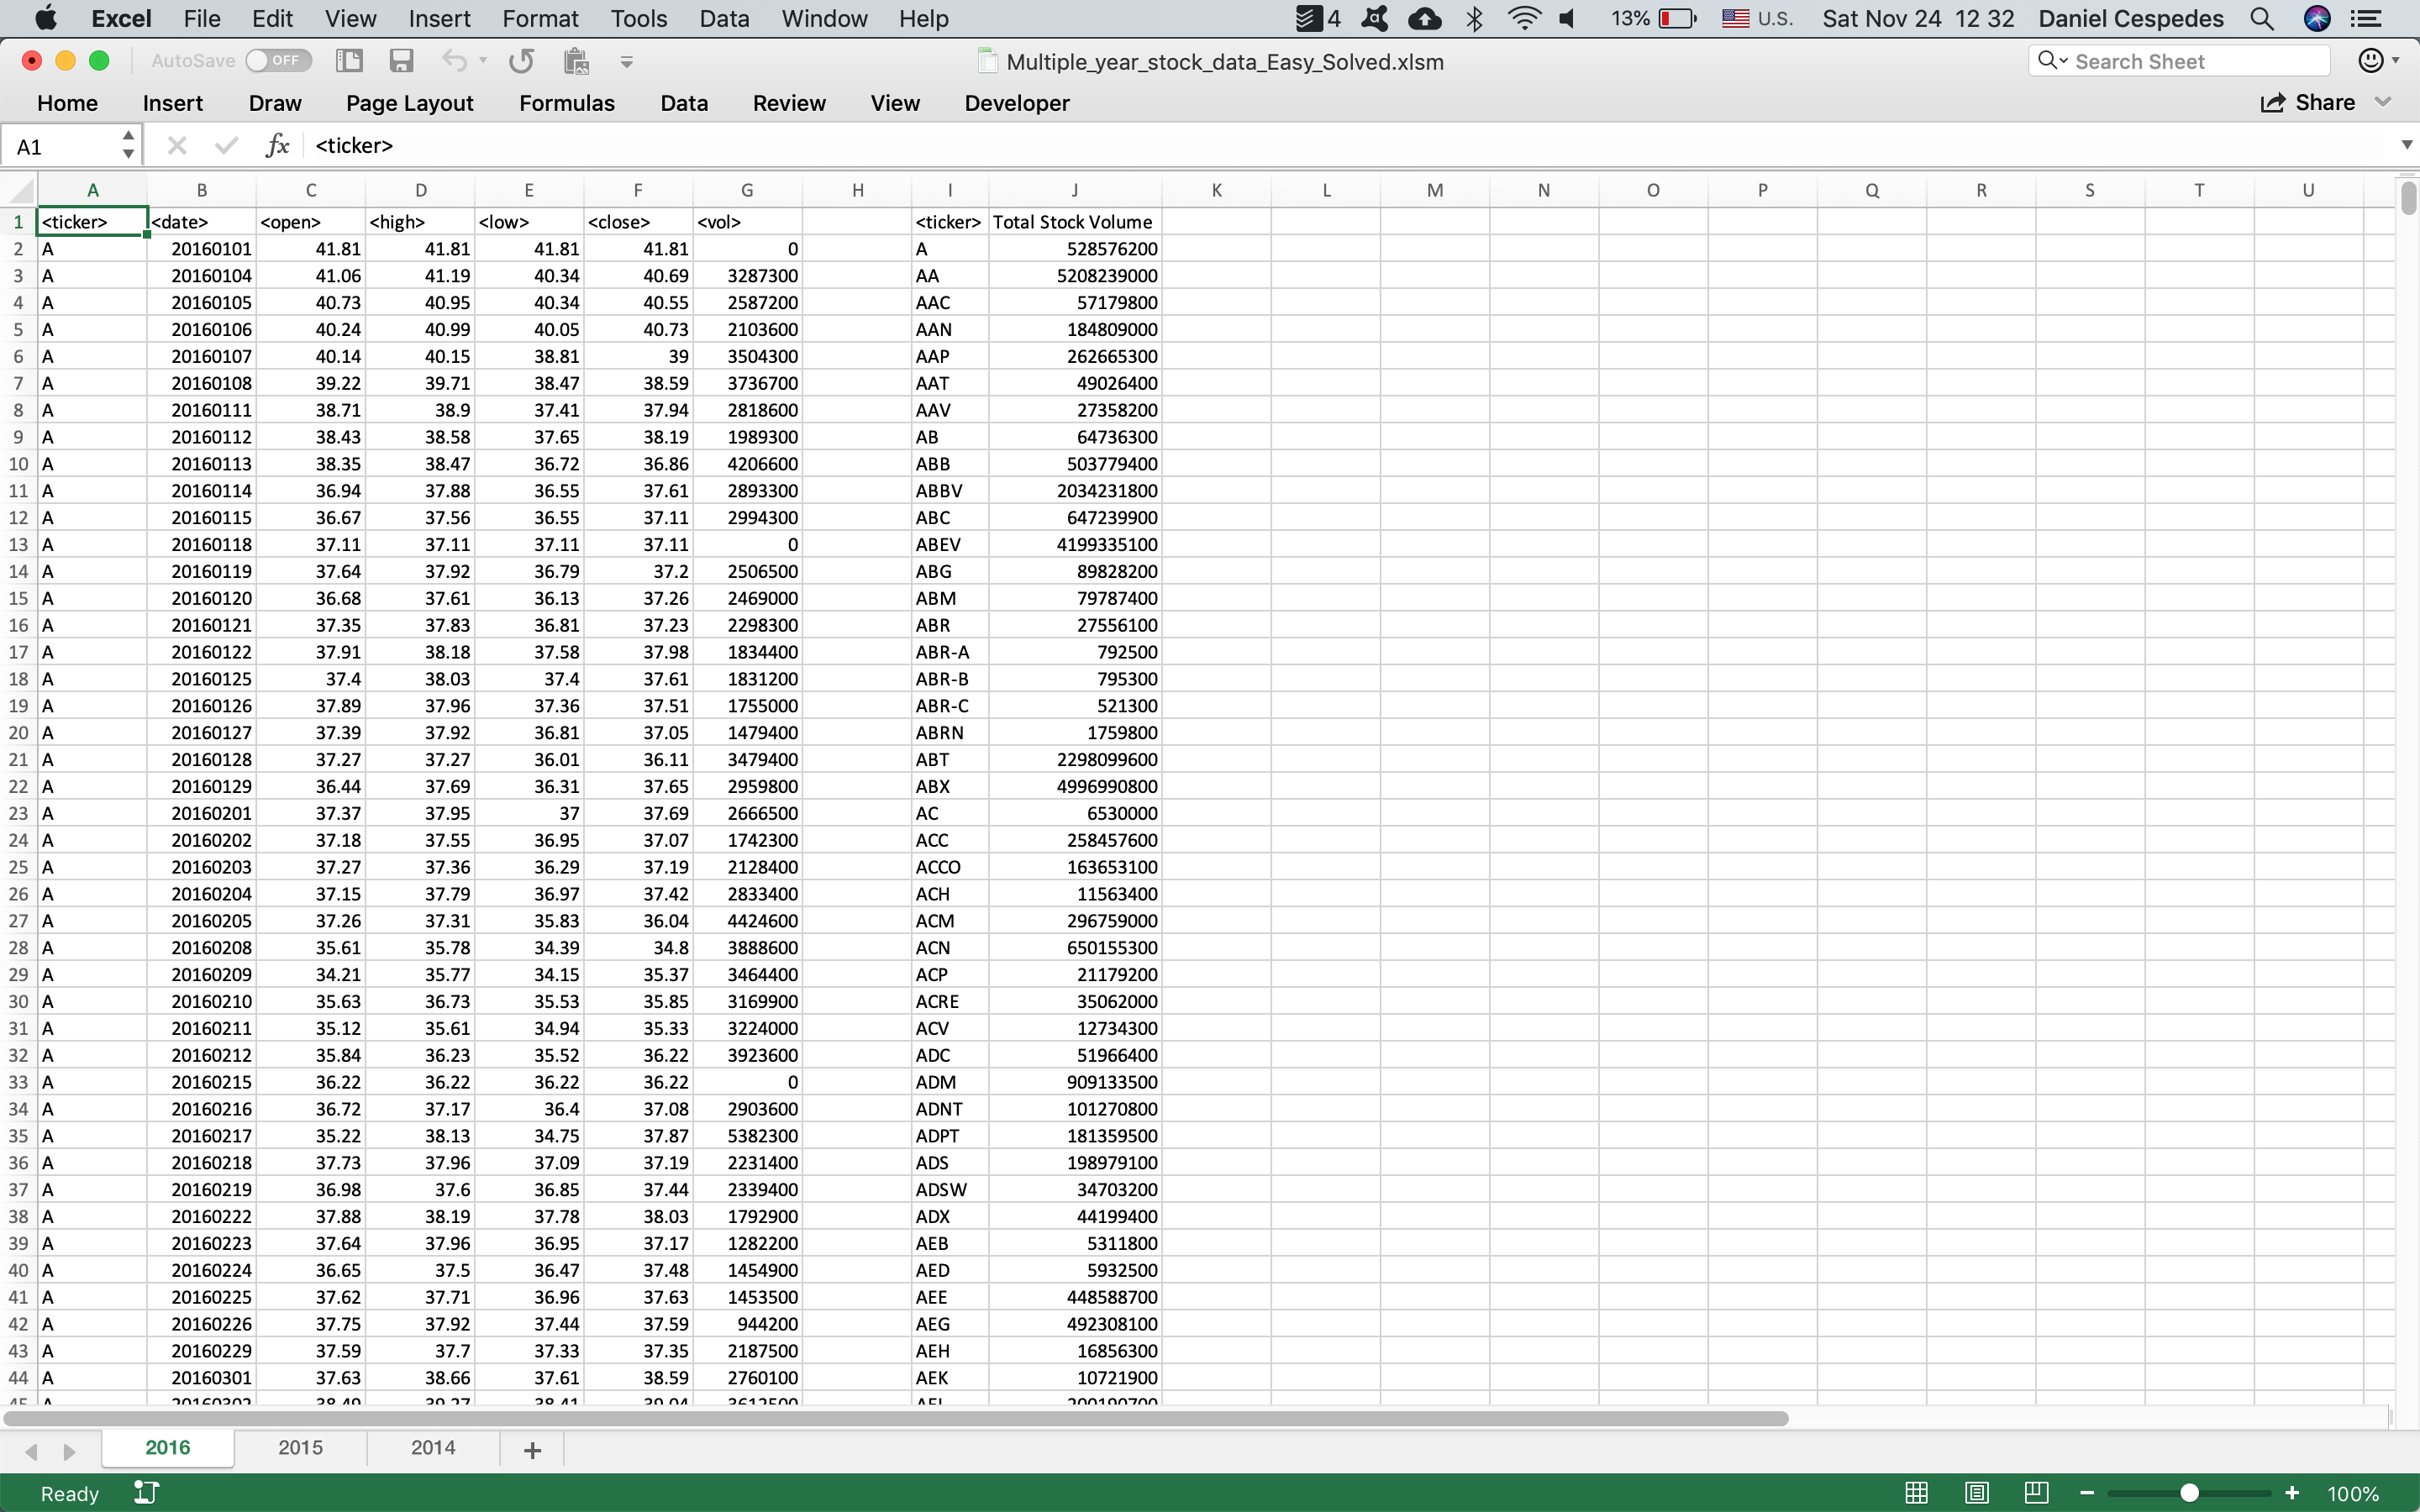 Excel File Edit View Insert Format Tools Data Window Help 4 13% U.S. Sat Nov 24 12 32 Daniel Cespedes
AutoSave OFF Multiple_year_stock_data_Easy_Solved.xlsm Search Sheet
Home Insert Draw Page Layout Formulas Data Review View Developer Share
A1 fx <ticker>
A B C D E F G H I J K L M N O P Q R S T U
1 <ticker> <date> <open> <high> <low> <close> <vol> <ticker> Total Stock Volume
2 A 20160101 41.81 41.81 41.81 41.81 0 A 528576200
3 A 20160104 41.06 41.19 40.34 40.69 3287300 AA 5208239000
4 A 20160105 40.73 40.95 40.34 40.55 2587200 AAC 57179800
5 A 20160106 40.24 40.99 40.05 40.73 2103600 AAN 184809000
6 A 20160107 40.14 40.15 38.81 39 3504300 AAP 262665300
7 A 20160108 39.22 39.71 38.47 38.59 3736700 AAT 49026400
8 A 20160111 38.71 38.9 37.41 37.94 2818600 AAV 27358200
9 A 20160112 38.43 38.58 37.65 38.19 1989300 AB 64736300
10 A 20160113 38.35 38.47 36.72 36.86 4206600 ABB 503779400
11 A 20160114 36.94 37.88 36.55 37.61 2893300 ABBV 2034231800
12 A 20160115 36.67 37.56 36.55 37.11 2994300 ABC 647239900
13 A 20160118 37.11 37.11 37.11 37.11 0 ABEV 4199335100
14 A 20160119 37.64 37.92 36.79 37.2 2506500 ABG 89828200
15 A 20160120 36.68 37.61 36.13 37.26 2469000 ABM 79787400
16 A 20160121 37.35 37.83 36.81 37.23 2298300 ABR 27556100
17 A 20160122 37.91 38.18 37.58 37.98 1834400 ABR-A 792500
18 A 20160125 37.4 38.03 37.4 37.61 1831200 ABR-B 795300
19 A 20160126 37.89 37.96 37.36 37.51 1755000 ABR-C 521300
20 A 20160127 37.39 37.92 36.81 37.05 1479400 ABRN 1759800
21 A 20160128 37.27 37.27 36.01 36.11 3479400 ABT 2298099600
22 A 20160129 36.44 37.69 36.31 37.65 2959800 ABX 4996990800
23 A 20160201 37.37 37.95 37 37.69 2666500 AC 6530000
24 A 20160202 37.18 37.55 36.95 37.07 1742300 ACC 258457600
25 A 20160203 37.27 37.36 36.29 37.19 2128400 ACCO 163653100
26 A 20160204 37.15 37.79 36.97 37.42 2833400 ACH 11563400
27 A 20160205 37.26 37.31 35.83 36.04 4424600 ACM 296759000
28 A 20160208 35.61 35.78 34.39 34.8 3888600 ACN 650155300
29 A 20160209 34.21 35.77 34.15 35.37 3464400 ACP 21179200
30 A 20160210 35.63 36.73 35.53 35.85 3169900 ACRE 35062000
31 A 20160211 35.12 35.61 34.94 35.33 3224000 ACV 12734300
32 A 20160212 35.84 36.23 35.52 36.22 3923600 ADC 51966400
33 A 20160215 36.22 36.22 36.22 36.22 0 ADM 909133500
34 A 20160216 36.72 37.17 36.4 37.08 2903600 ADNT 101270800
35 A 20160217 35.22 38.13 34.75 37.87 5382300 ADPT 181359500
36 A 20160218 37.73 37.96 37.09 37.19 2231400 ADS 198979100
37 A 20160219 36.98 37.6 36.85 37.44 2339400 ADSW 34703200
38 A 20160222 37.88 38.19 37.78 38.03 1792900 ADX 44199400
39 A 20160223 37.64 37.96 36.95 37.17 1282200 AEB 5311800
40 A 20160224 36.65 37.5 36.47 37.48 1454900 AED 5932500
41 A 20160225 37.62 37.71 36.96 37.63 1453500 AEE 448588700
42 A 20160226 37.75 37.92 37.44 37.59 944200 AEG 492308100
43 A 20160229 37.59 37.7 37.33 37.35 2187500 AEH 16856300
44 A 20160301 37.63 38.66 37.61 38.59 2760100 AEK 10721900
2016 2015 2014 +
Ready 100%